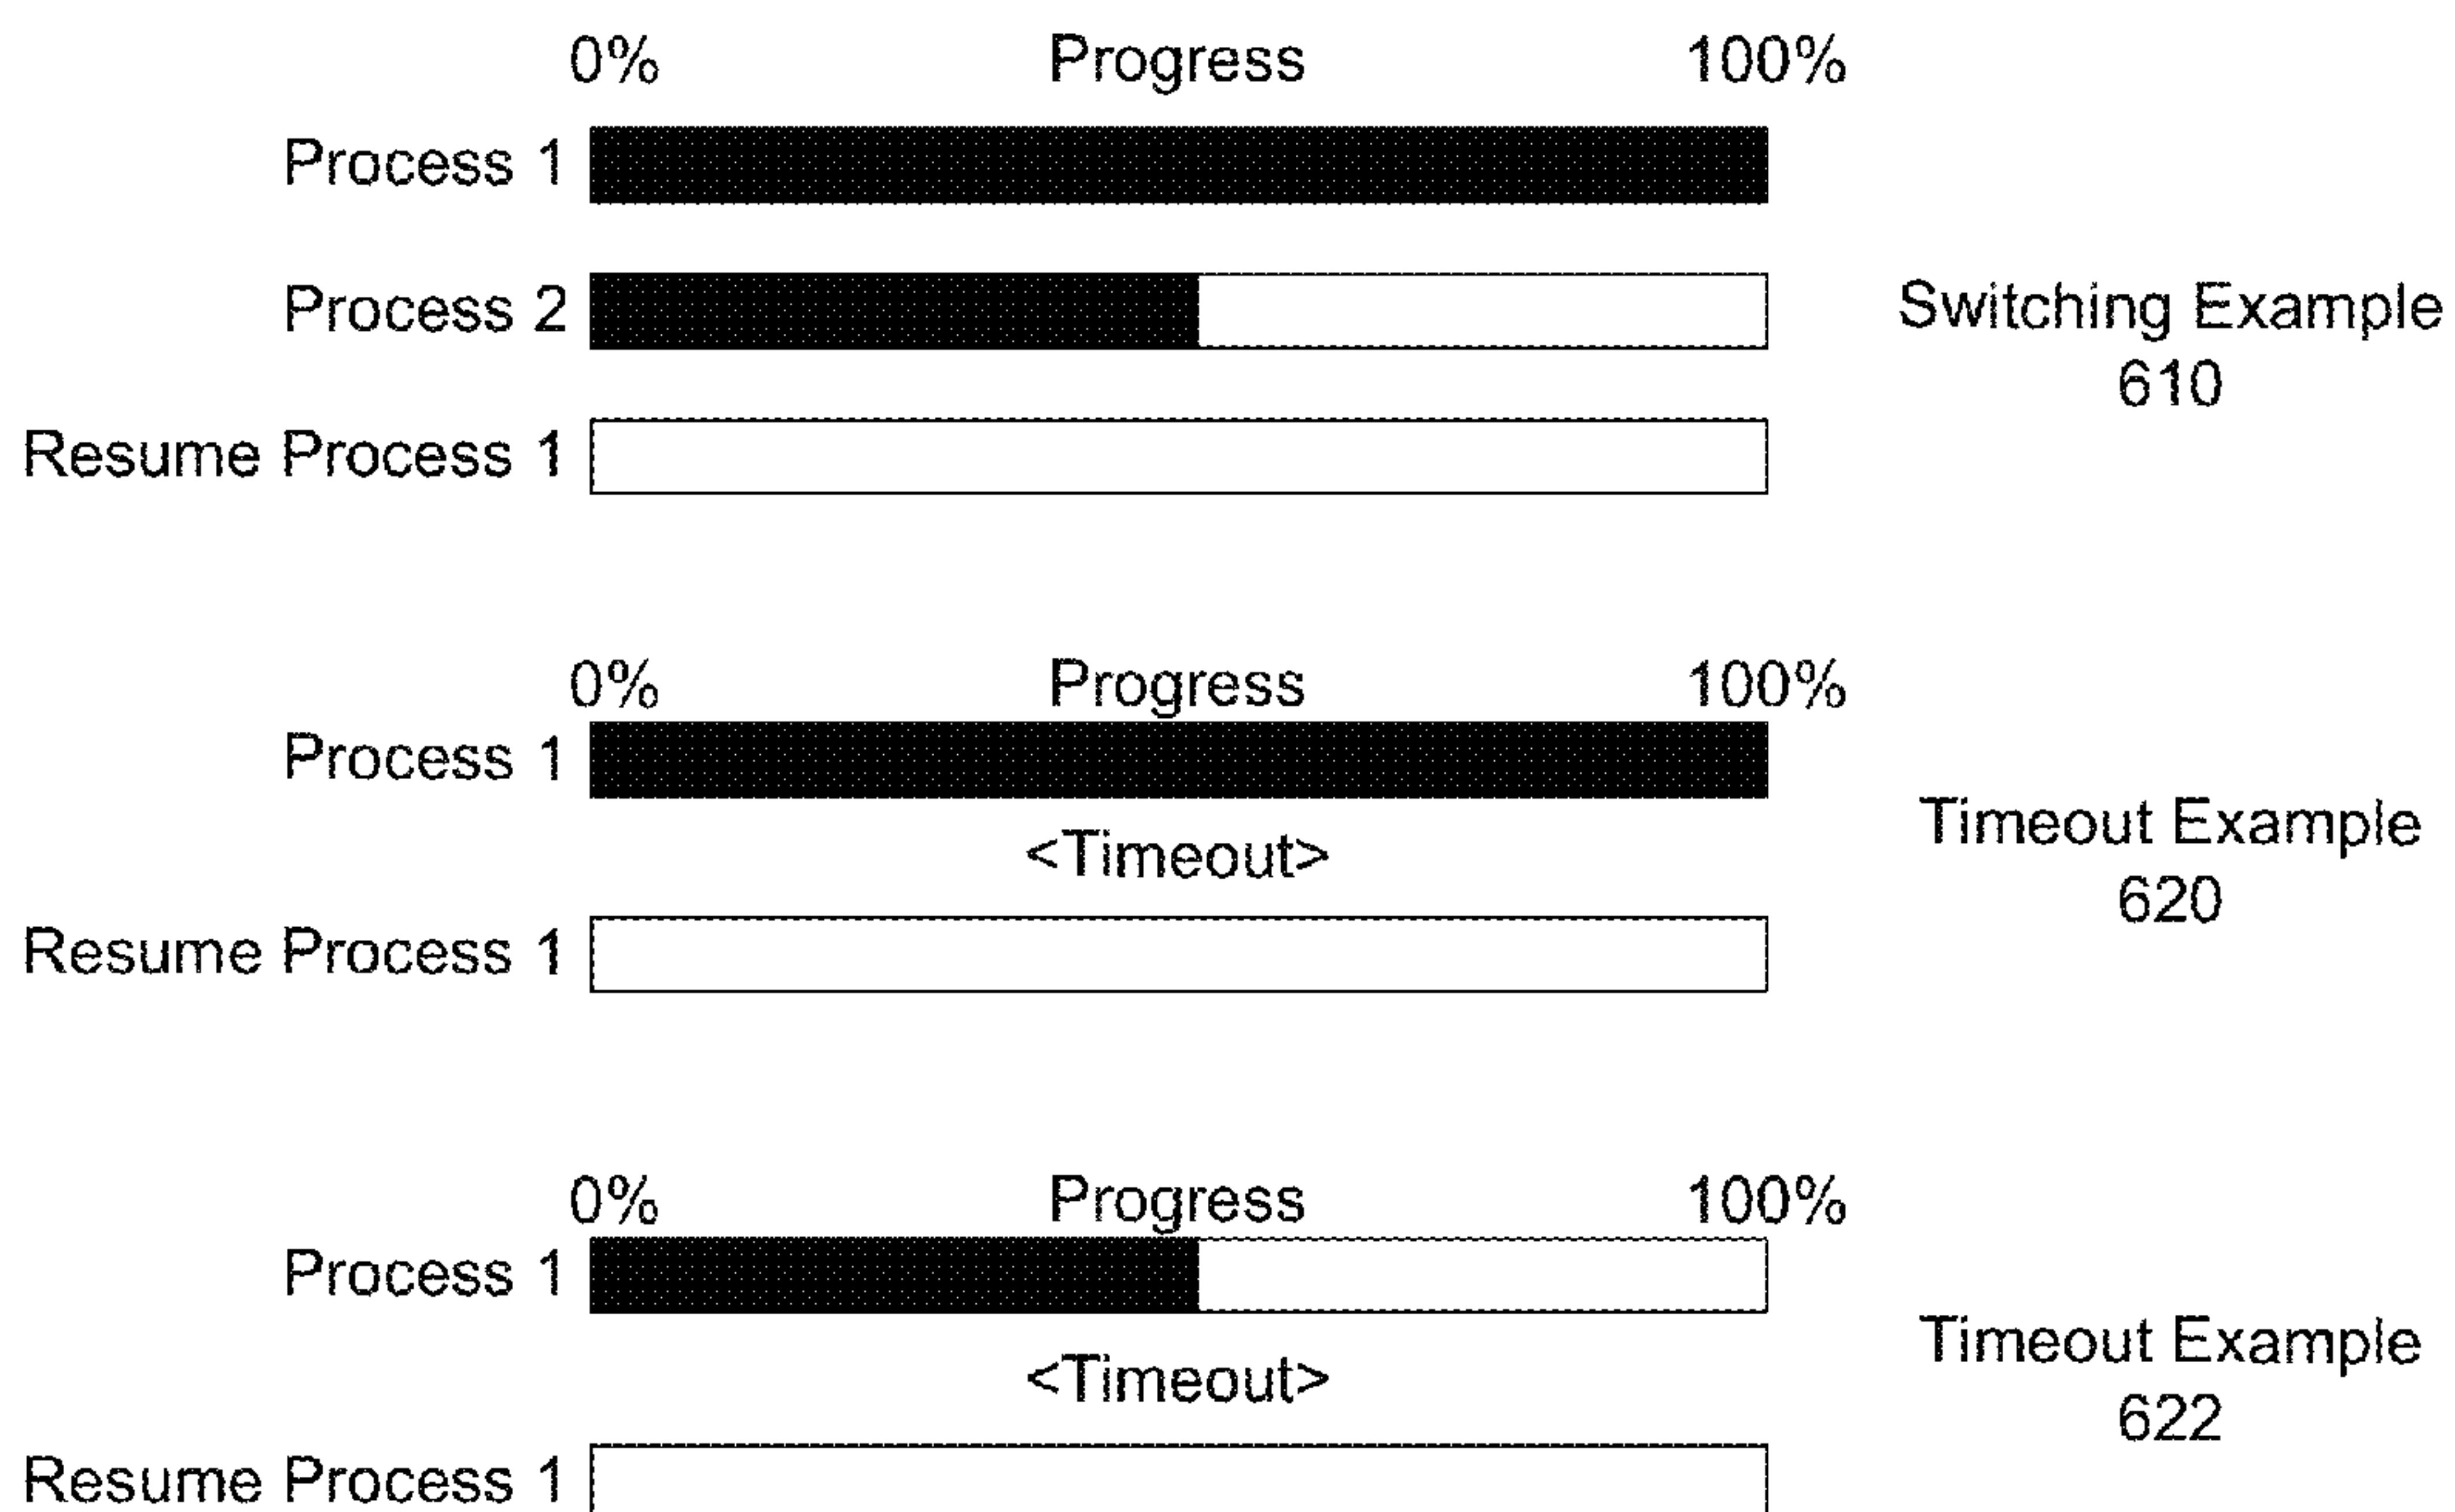 0% Progress 100%
Process 1
Process 2
Switching Example
610
Resume Process 1
0% Progress 100%
Process 1
Timeout Example
<Timeout>
620
Resume Process 1
0% Progress 100%
Process 1
Timeout Example
<Timeout>
622
Resume Process 1